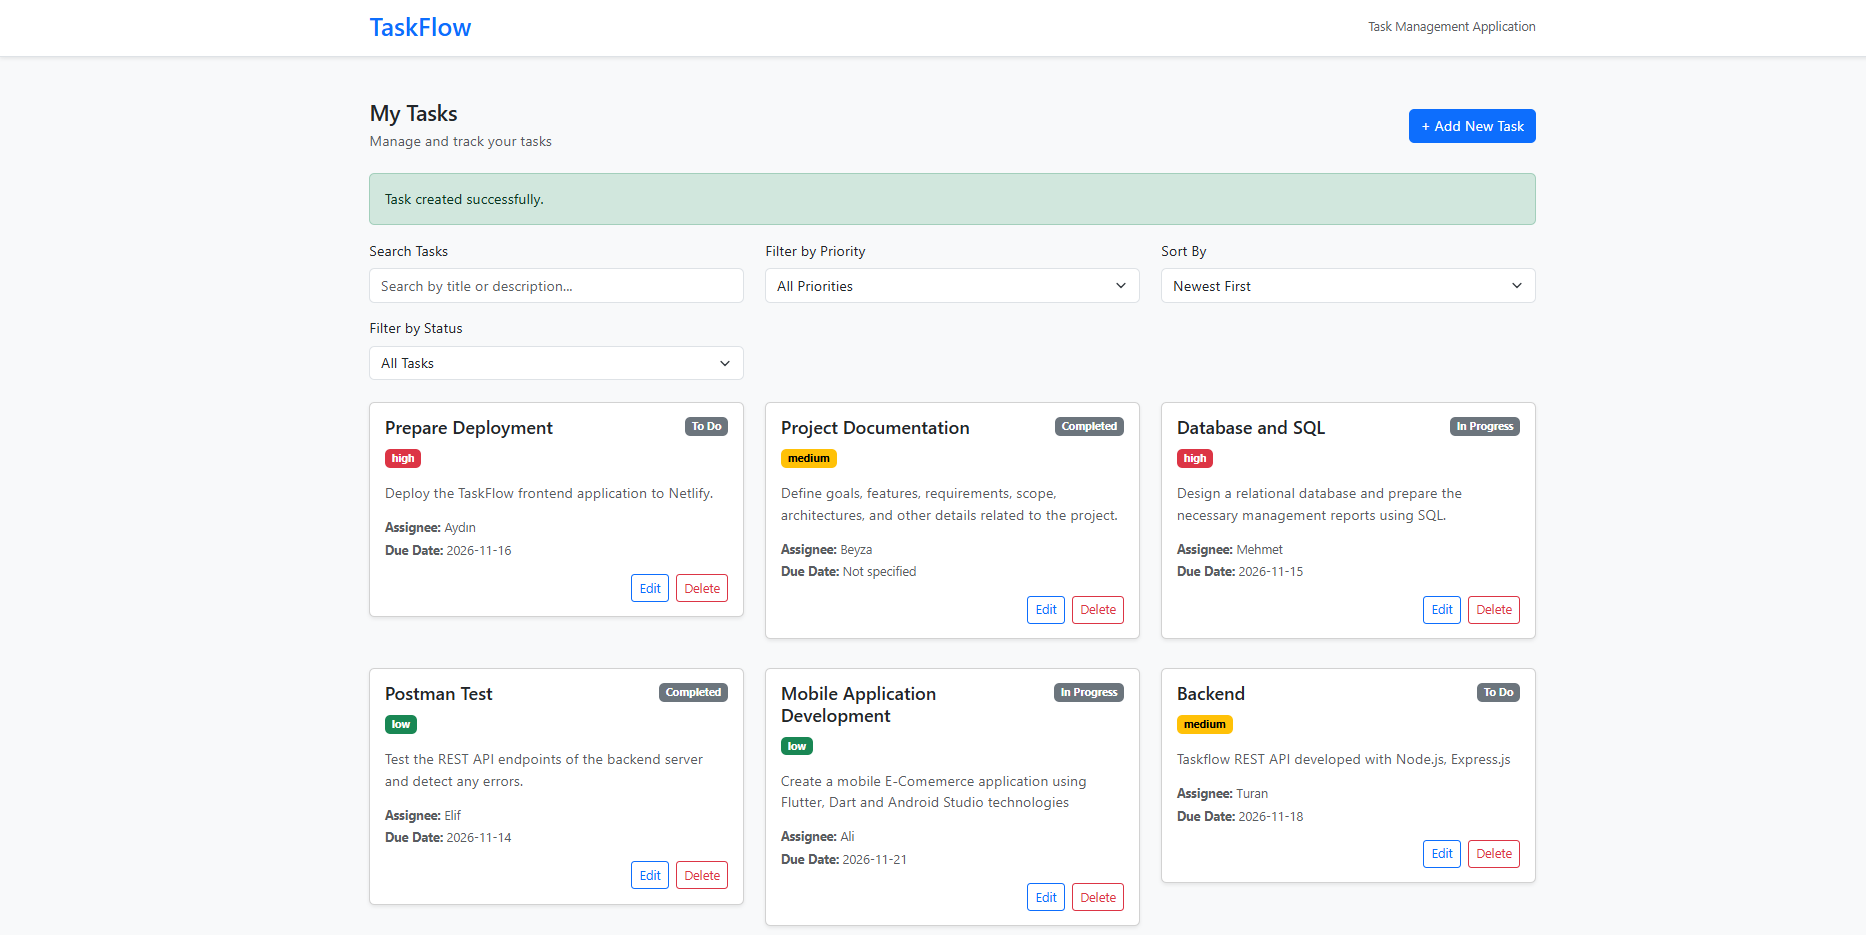 TaskFlow
Task Management Application
My Tasks
Manage and track your tasks
+ Add New Task
Task created successfully.
Search Tasks
Search by title or description...
Filter by Priority
All Priorities
Sort By
Newest First
Filter by Status
All Tasks
Prepare Deployment
To Do
high
Deploy the TaskFlow frontend application to Netlify.
Assignee: Aydın
Due Date: 2026-11-16
Edit
Delete
Project Documentation
Completed
medium
Define goals, features, requirements, scope,
architectures, and other details related to the project.
Assignee: Beyza
Due Date: Not specified
Edit
Delete
Database and SQL
In Progress
high
Design a relational database and prepare the
necessary management reports using SQL.
Assignee: Mehmet
Due Date: 2026-11-15
Edit
Delete
Postman Test
Completed
low
Test the REST API endpoints of the backend server
and detect any errors.
Assignee: Elif
Due Date: 2026-11-14
Edit
Delete
Mobile Application
Development
In Progress
low
Create a mobile E-Comemerce application using
Flutter, Dart and Android Studio technologies
Assignee: Ali
Due Date: 2026-11-21
Edit
Delete
Backend
To Do
medium
Taskflow REST API developed with Node.js, Express.js
Assignee: Turan
Due Date: 2026-11-18
Edit
Delete